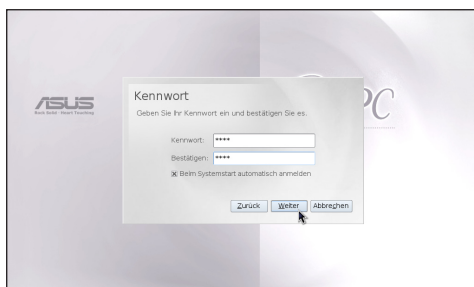 ASUS
Rock Solid · Heart Touching
PC
Kennwort
Geben Sie Ihr Kennwort ein und bestätigen Sie es.
Kennwort: ****
Bestätigen: ****
Beim Systemstart automatisch anmelden
Zurück Weiter Abbrechen